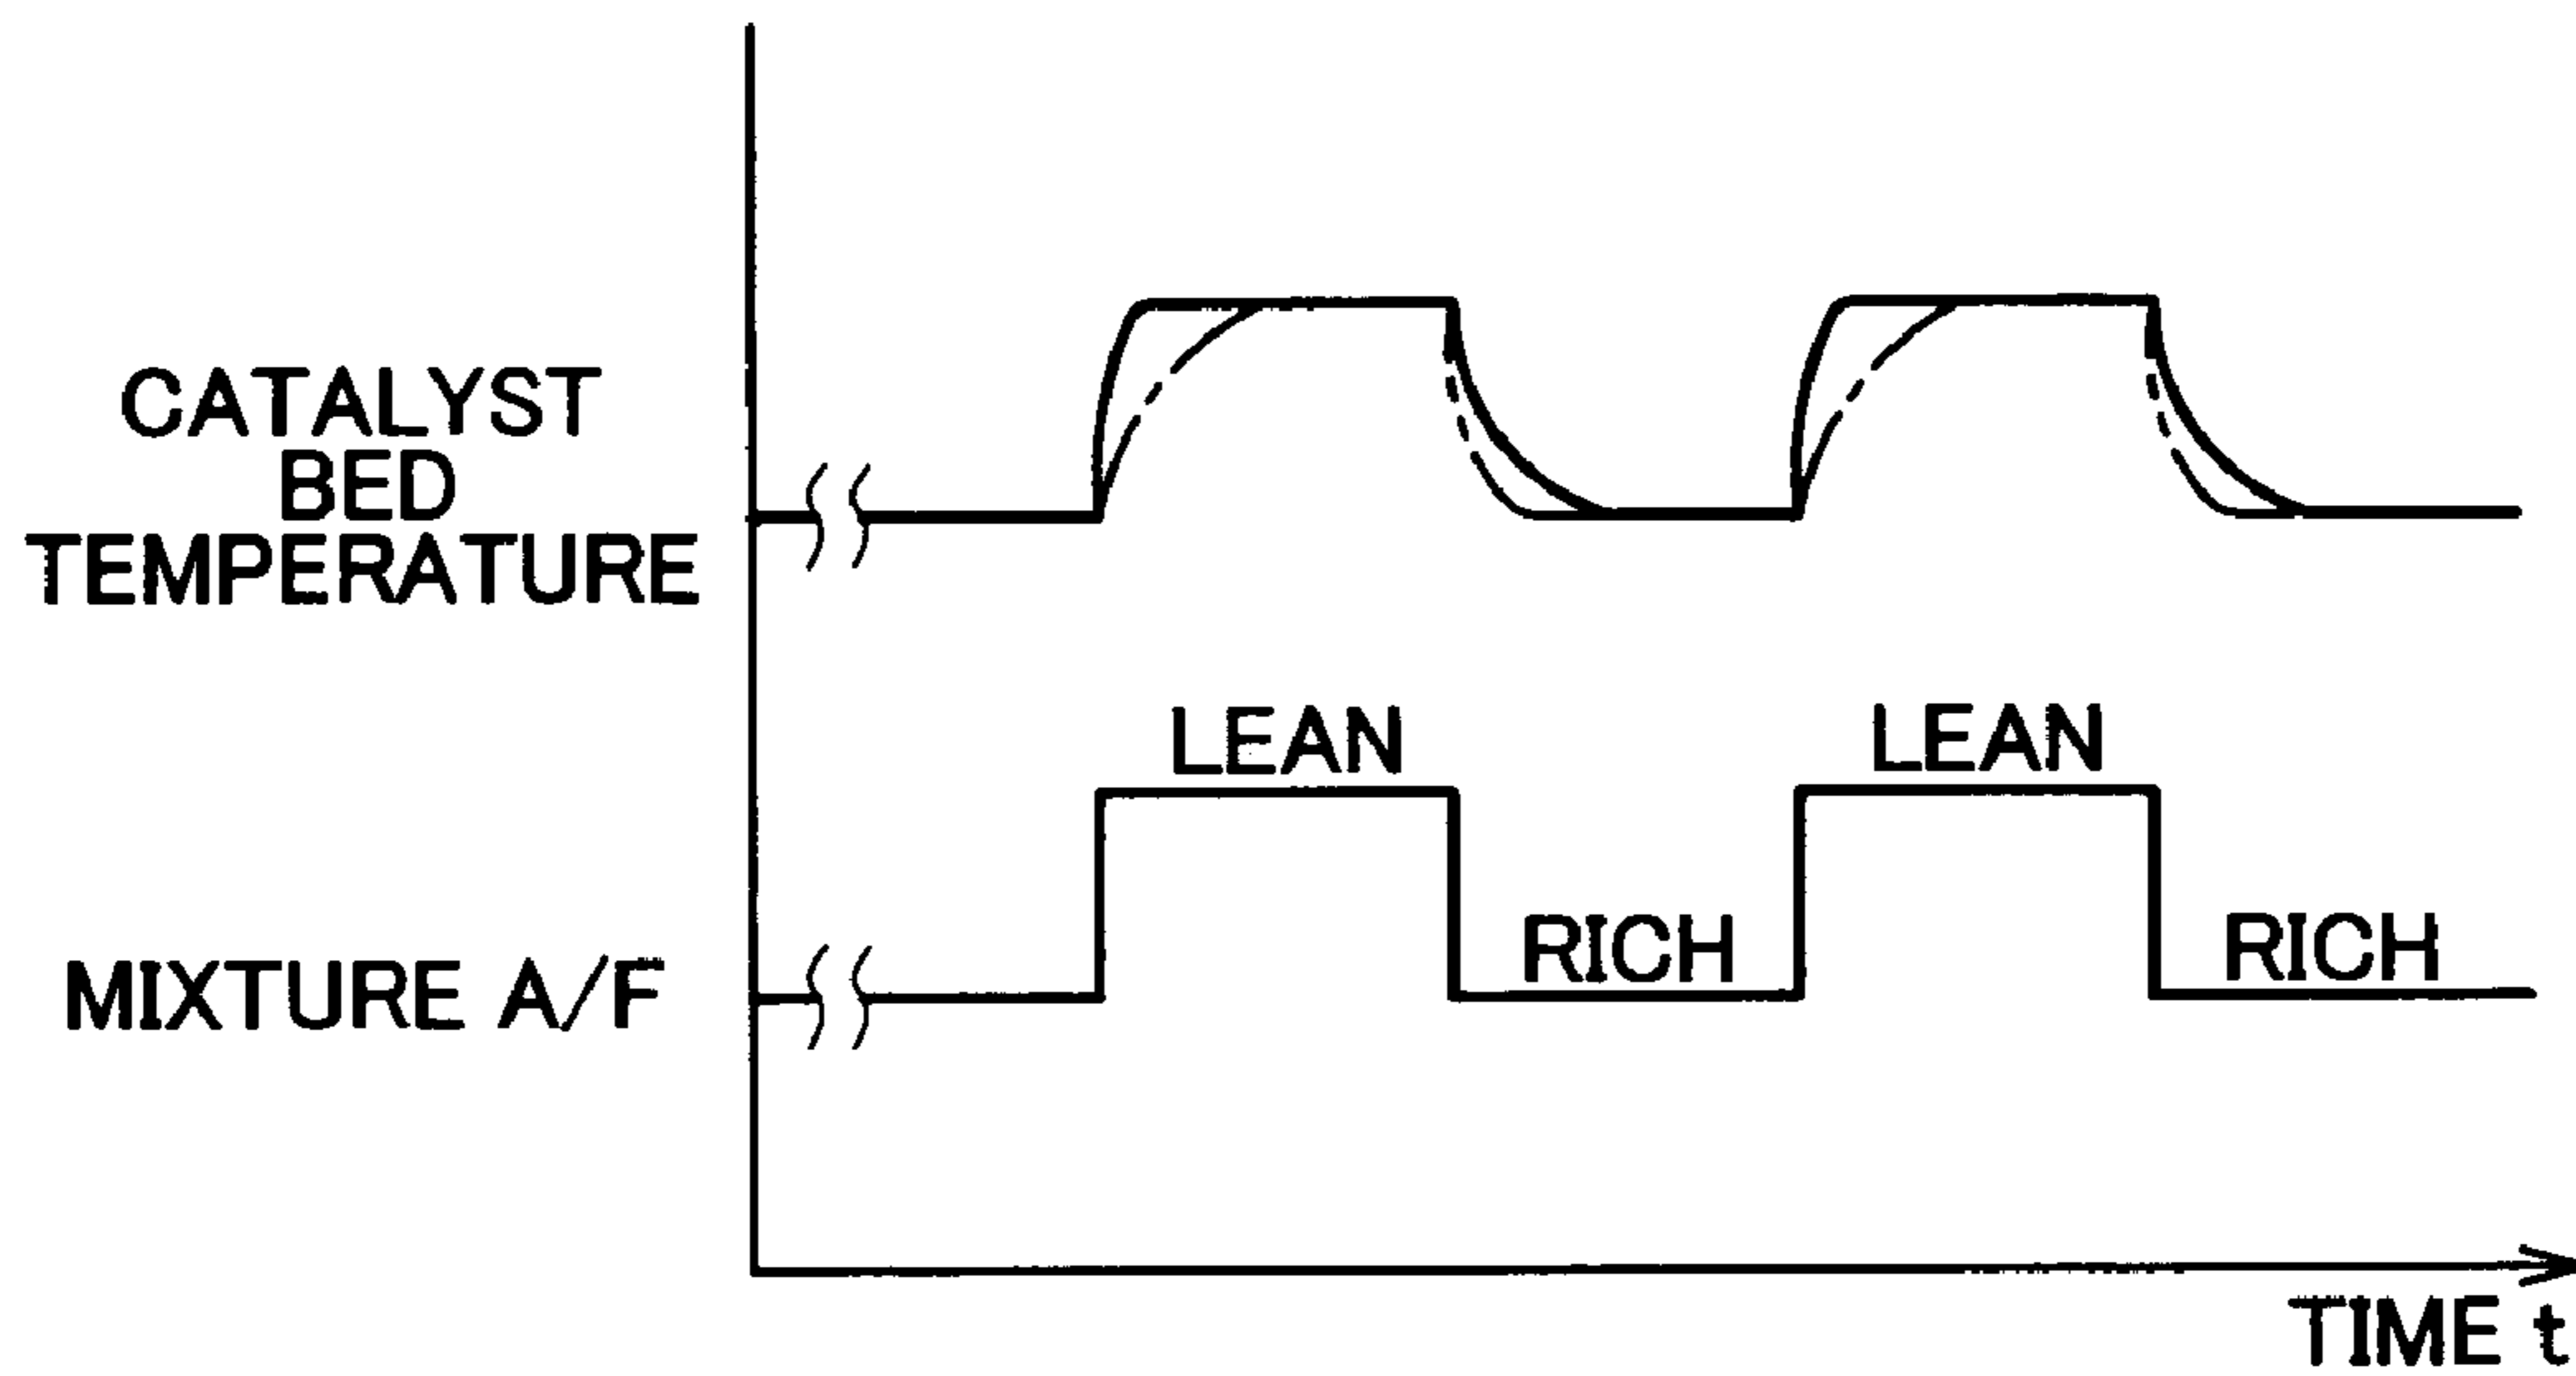 CATALYST
BED
TEMPERATURE
LEAN
LEAN
RICH
RICH
MIXTURE A/F
TIME t